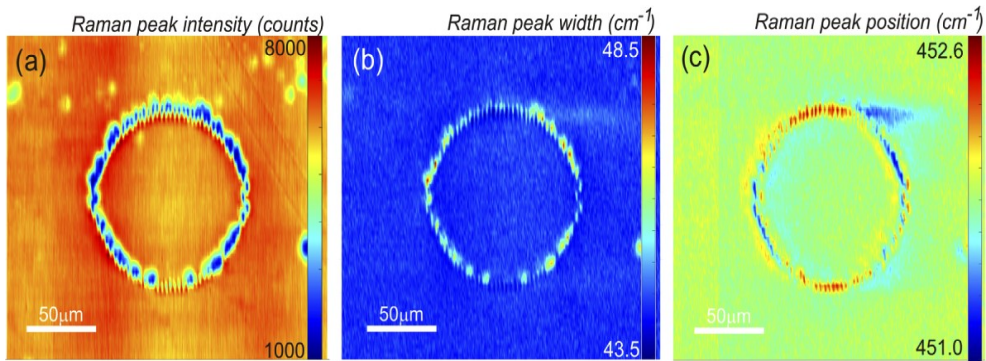 Raman peak intensity (counts)
Raman peak width (cm⁻¹)
Raman peak position (cm⁻¹)
(a)
8000
50μm
1000
(b)
48.5
50μm
43.5
(c)
452.6
50μm
451.0